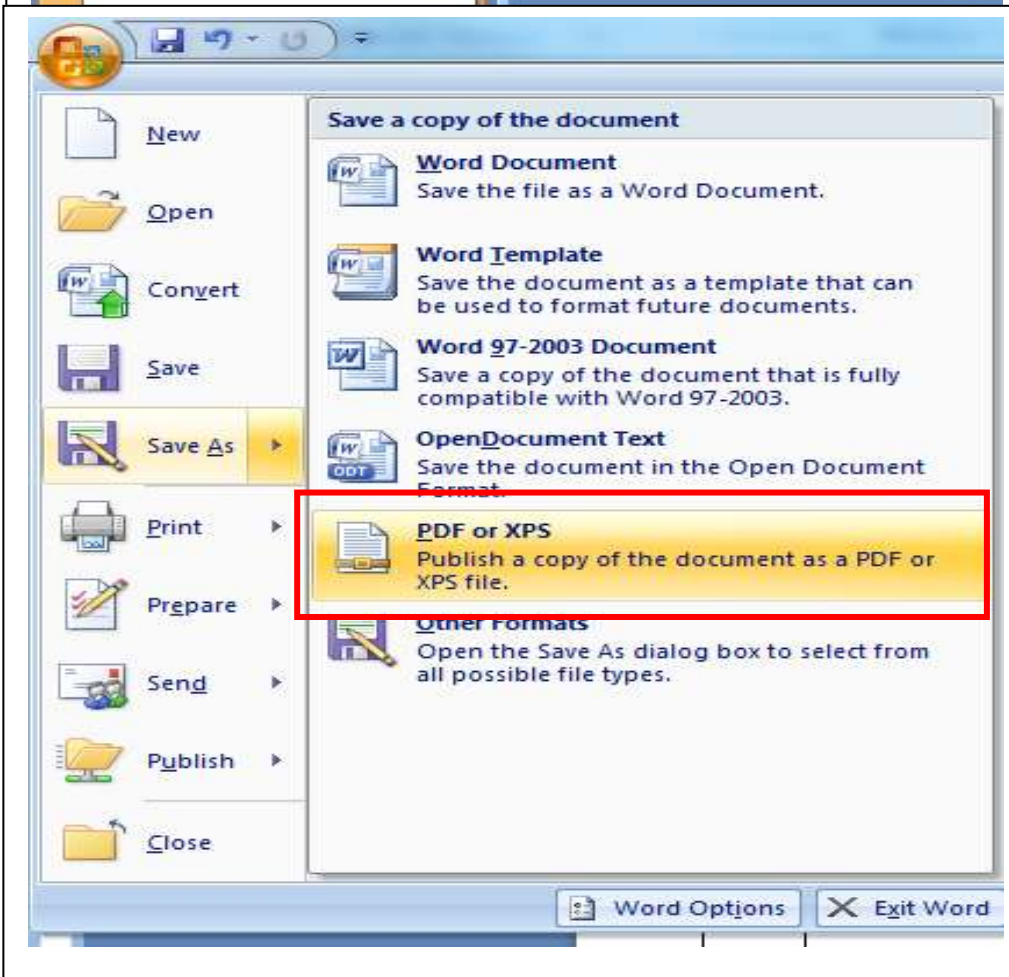 New
Open
Convert
Save
Save As
Print
Prepare
Send
Publish
Close
Save a copy of the document
Word Document
Save the file as a Word Document.
Word Template
Save the document as a template that can
be used to format future documents.
Word 97-2003 Document
Save a copy of the document that is fully
compatible with Word 97-2003.
OpenDocument Text
ODT
Save the document in the Open Document
Format.
PDF or XPS
Publish a copy of the document as a PDF or
XPS file.
Other Formats
Open the Save As dialog box to select from
all possible file types.
Word Options
Exit Word